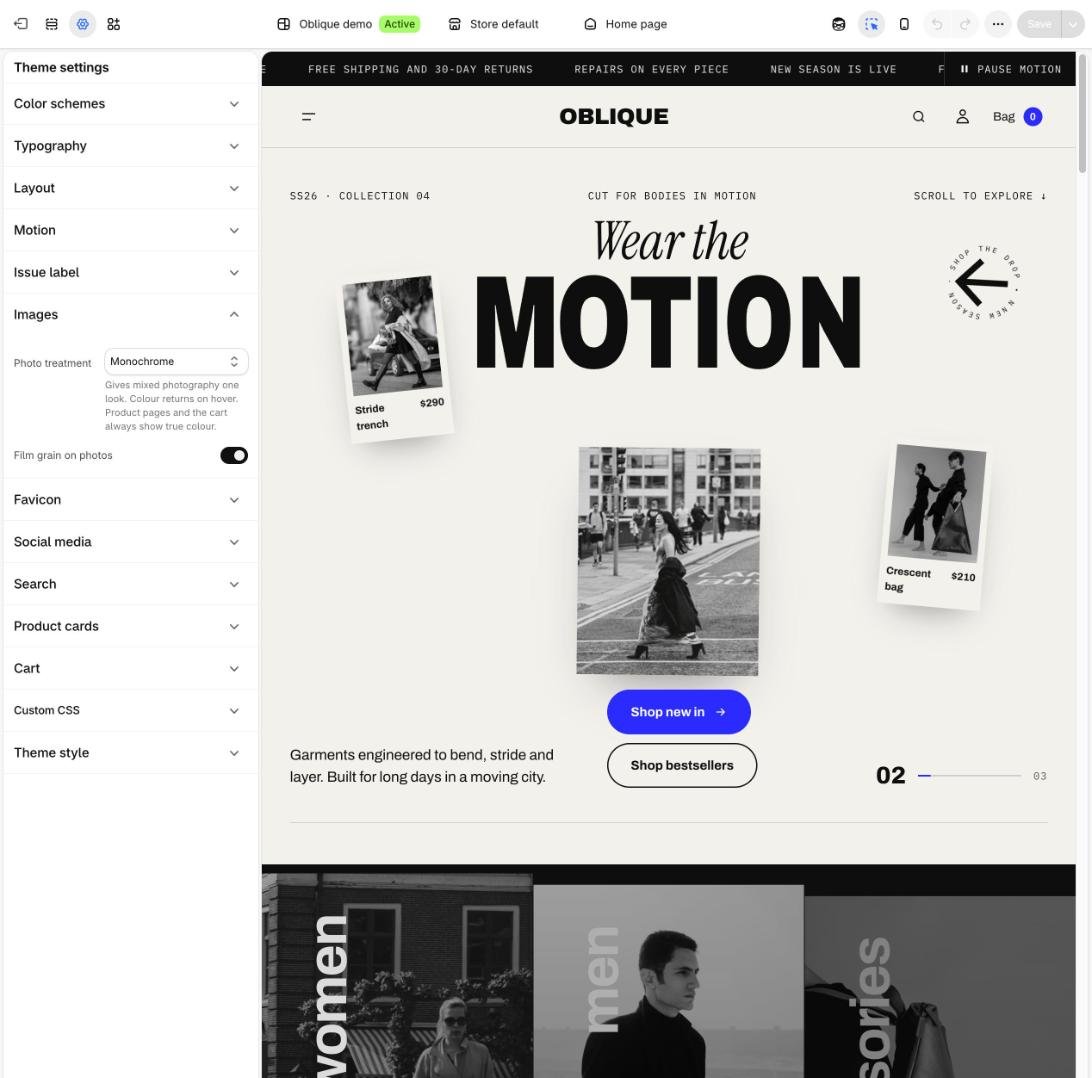 Oblique demo Active
Store default
Home page
Save
Theme settings
Color schemes
Typography
Layout
Motion
Issue label
Images
Photo treatment
Monochrome
Gives mixed photography one
look. Colour returns on hover.
Product pages and the cart
always show true colour.
Film grain on photos
Favicon
Social media
Search
Product cards
Cart
Custom CSS
Theme style
E FREE SHIPPING AND 30-DAY RETURNS REPAIRS ON EVERY PIECE NEW SEASON IS LIVE F PAUSE MOTION
OBLIQUE
Bag 0
SS26 · COLLECTION 04
CUT FOR BODIES IN MOTION
SCROLL TO EXPLORE ↓
Wear the
MOTION
SHOP THE DROP • NNEW SEASON •
Stride $290
trench
Crescent $210
bag
Shop new in →
Shop bestsellers
Garments engineered to bend, stride and
layer. Built for long days in a moving city.
02 03
women
men
sories